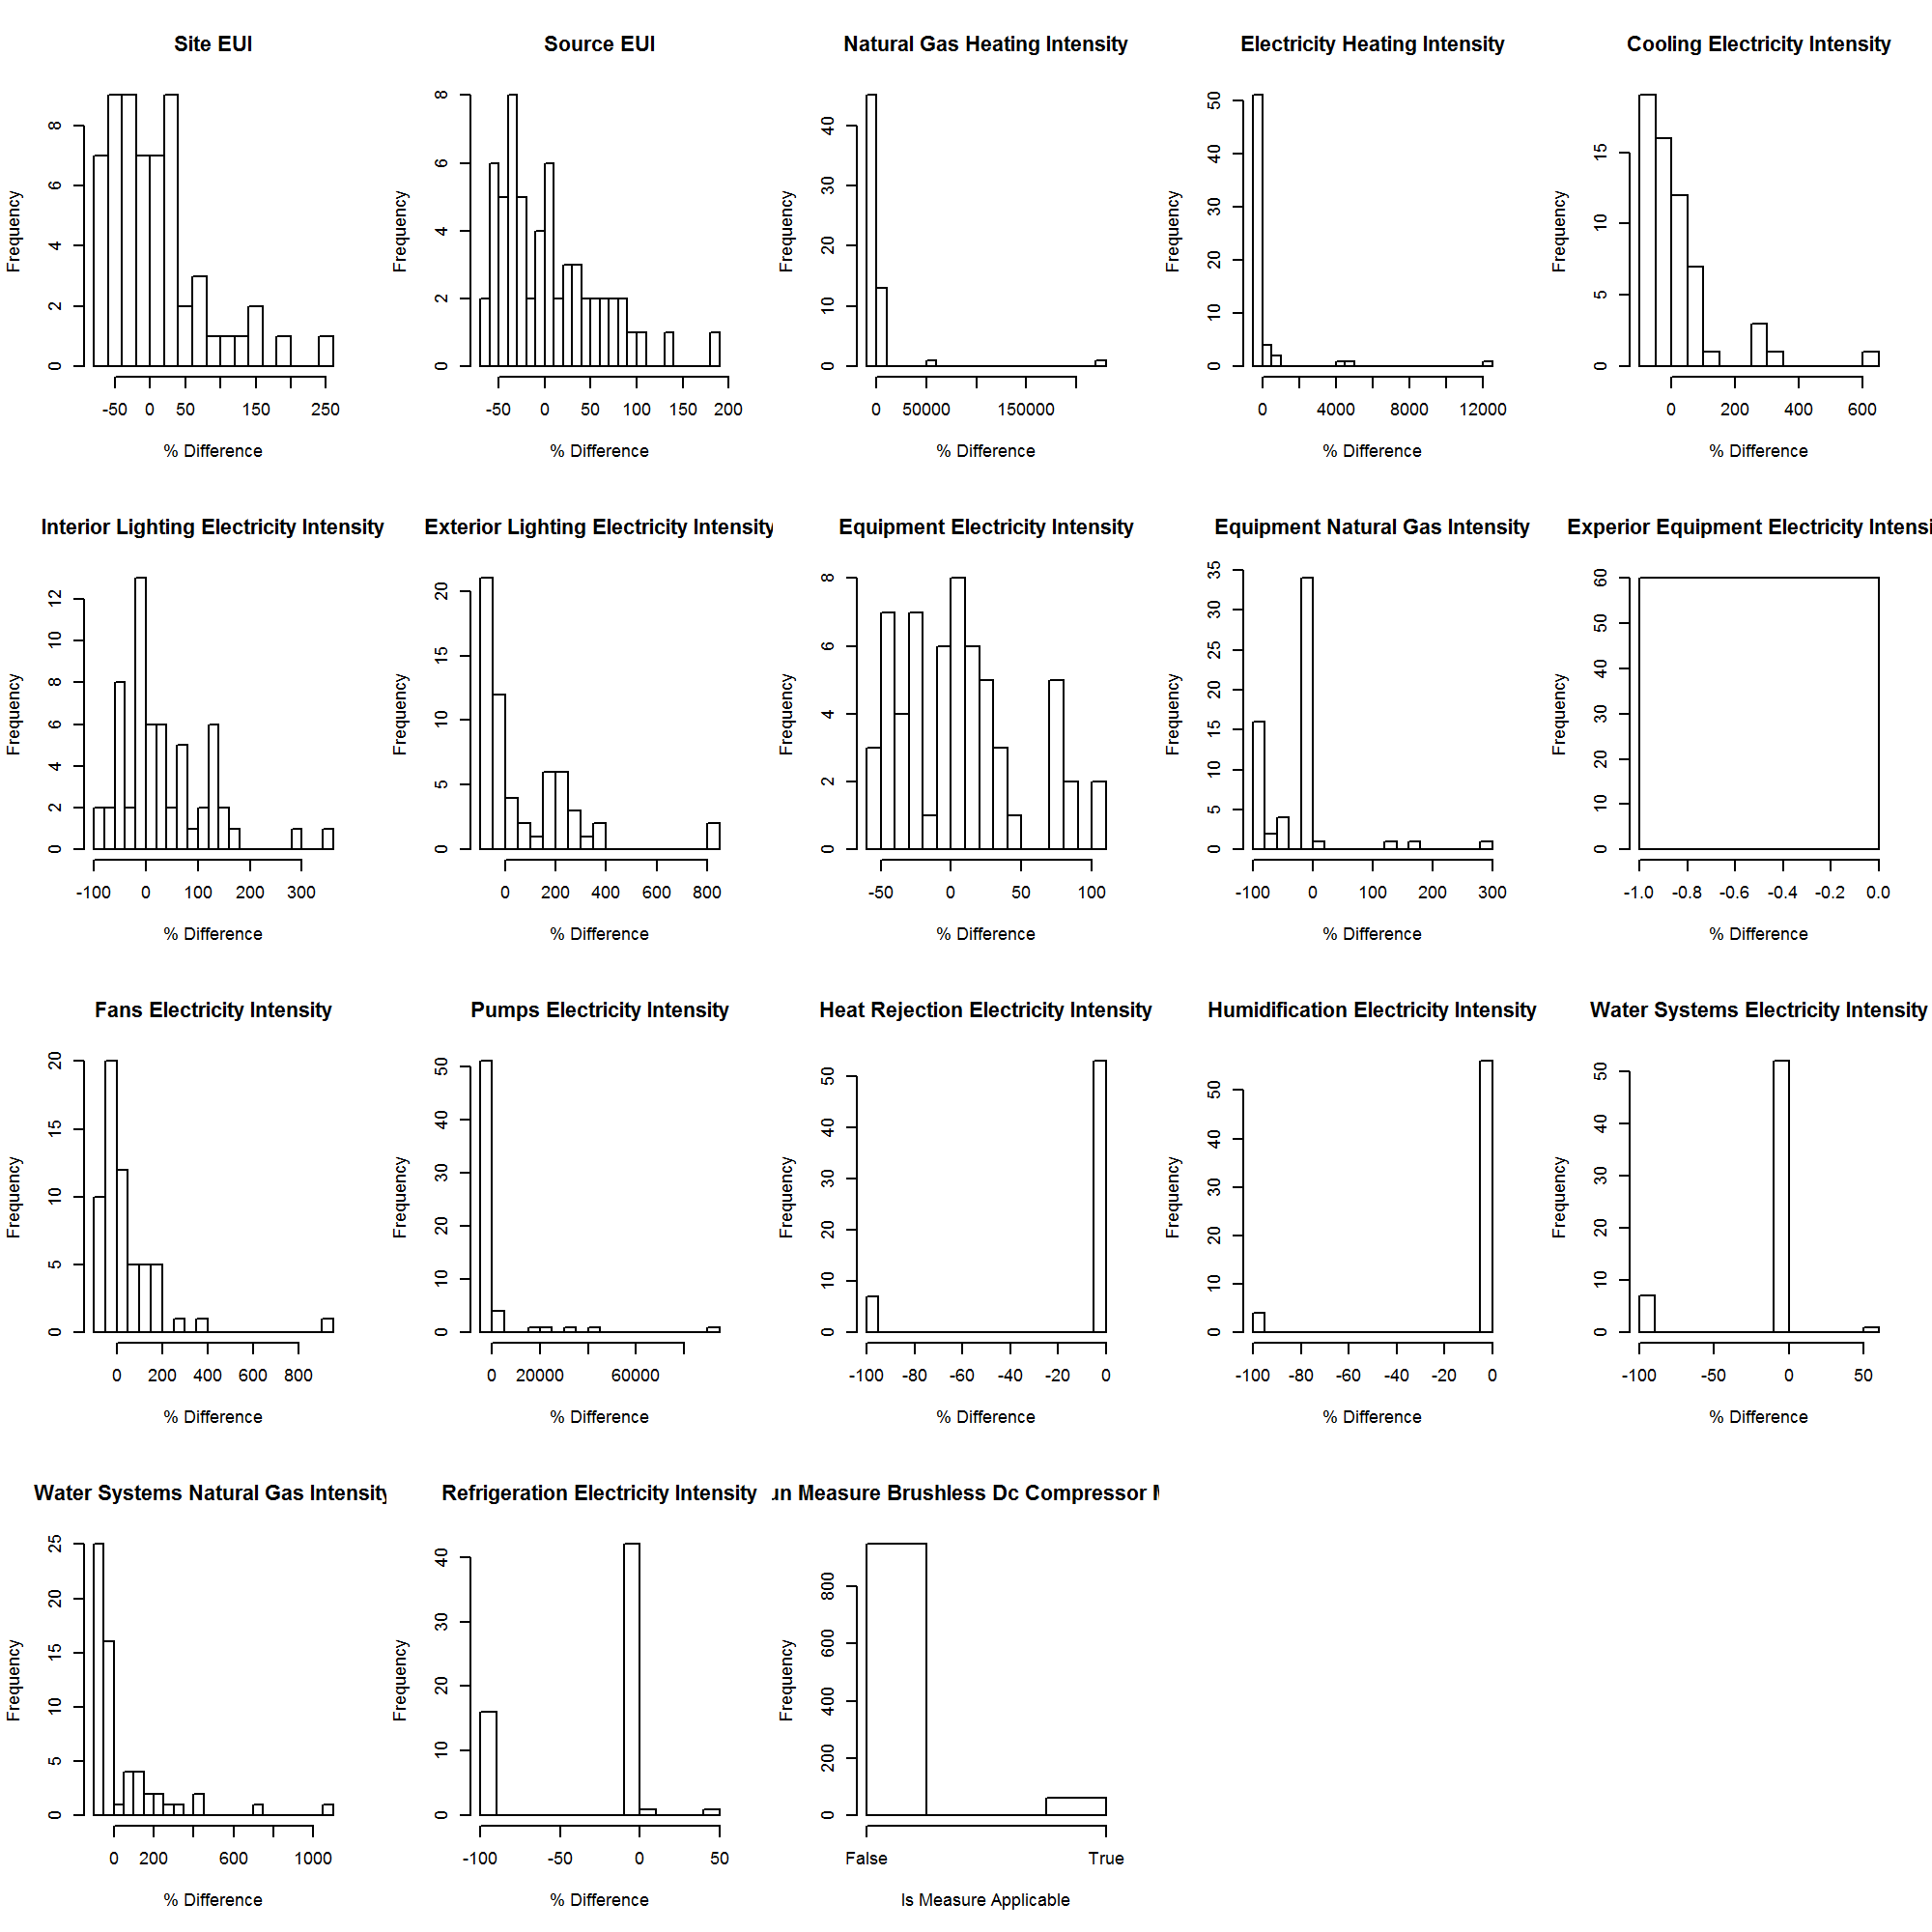 Site EUI
8
6
4
2
0
Frequency
-50 0 50 150 250
% Difference
Source EUI
8
6
4
2
0
Frequency
-50 0 50 100 150 200
% Difference
Natural Gas Heating Intensity
40
30
20
10
0
Frequency
0 50000 150000
% Difference
Electricity Heating Intensity
50
40
30
20
10
0
Frequency
0 4000 8000 12000
% Difference
Cooling Electricity Intensity
15
10
5
0
Frequency
0 200 400 600
% Difference
Interior Lighting Electricity Intensity
12
10
8
6
4
2
0
Frequency
-100 0 100 200 300
% Difference
Exterior Lighting Electricity Intensity
20
15
10
5
0
Frequency
0 200 400 600 800
% Difference
Equipment Electricity Intensity
8
6
4
2
0
Frequency
-50 0 50 100
% Difference
Equipment Natural Gas Intensity
35
30
25
20
15
10
5
0
Frequency
-100 0 100 200 300
% Difference
Experior Equipment Electricity Intensi
60
50
40
30
20
10
0
Frequency
-1.0 -0.8 -0.6 -0.4 -0.2 0.0
% Difference
Fans Electricity Intensity
20
15
10
5
0
Frequency
0 200 400 600 800
% Difference
Pumps Electricity Intensity
50
40
30
20
10
0
Frequency
0 20000 60000
% Difference
Heat Rejection Electricity Intensity
50
40
30
20
10
0
Frequency
-100 -80 -60 -40 -20 0
% Difference
Humidification Electricity Intensity
50
40
30
20
10
0
Frequency
-100 -80 -60 -40 -20 0
% Difference
Water Systems Electricity Intensity
50
40
30
20
10
0
Frequency
-100 -50 0 50
% Difference
Water Systems Natural Gas Intensity
25
20
15
10
5
0
Frequency
0 200 600 1000
% Difference
Refrigeration Electricity Intensity
40
30
20
10
0
Frequency
-100 -50 0 50
% Difference
un Measure Brushless Dc Compressor M
800
600
400
200
0
Frequency
False True
Is Measure Applicable